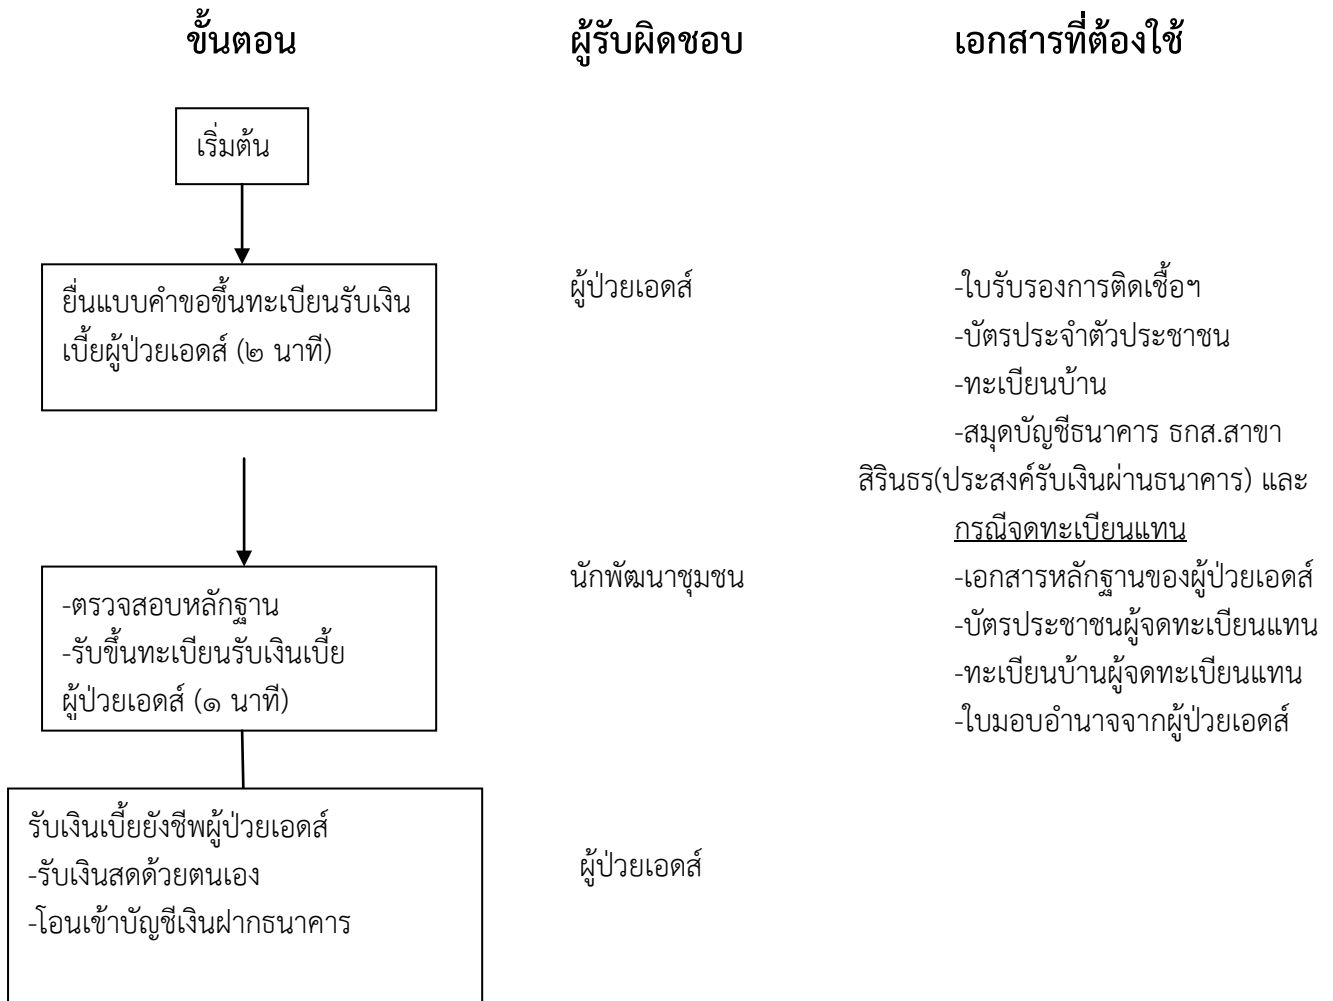 ขั้นตอน ผู้รับผิดชอบ เอกสารที่ต้องใช้
เริ่มต้น
ยื่นแบบคำขอขึ้นทะเบียนรับเงิน
เบี้ยผู้ป่วยเอดส์ (๒ นาที)
ผู้ป่วยเอดส์
-ใบรับรองการติดเชื้อฯ
-บัตรประจำตัวประชาชน
-ทะเบียนบ้าน
-สมุดบัญชีธนาคาร ธกส.สาขา
สิรินธร(ประสงค์รับเงินผ่านธนาคาร) และ
กรณีจดทะเบียนแทน
-เอกสารหลักฐานของผู้ป่วยเอดส์
-บัตรประชาชนผู้จดทะเบียนแทน
-ทะเบียนบ้านผู้จดทะเบียนแทน
-ใบมอบอำนาจจากผู้ป่วยเอดส์
-ตรวจสอบหลักฐาน
-รับขึ้นทะเบียนรับเงินเบี้ย
ผู้ป่วยเอดส์ (๑ นาที)
นักพัฒนาชุมชน
รับเงินเบี้ยยังชีพผู้ป่วยเอดส์
-รับเงินสดด้วยตนเอง
-โอนเข้าบัญชีเงินฝากธนาคาร
ผู้ป่วยเอดส์